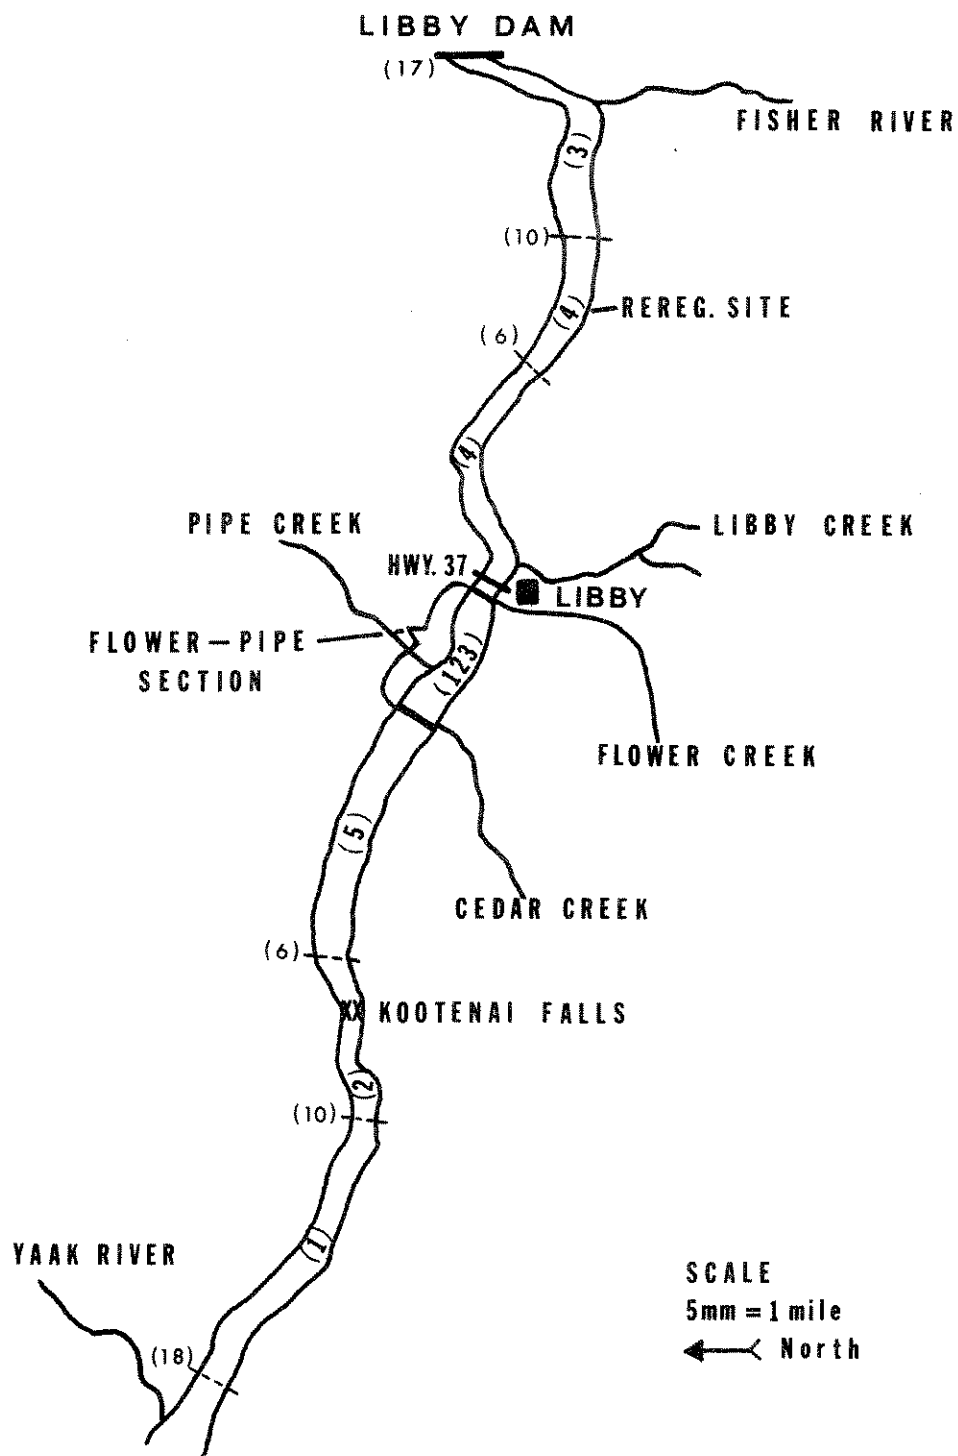 LIBBY DAM
(17)
FISHER RIVER
(3)
(10)
(4)
REREG. SITE
(6)
(4)
PIPE CREEK
LIBBY CREEK
HWY. 37
LIBBY
FLOWER—PIPE
SECTION
(123)
FLOWER CREEK
(5)
CEDAR CREEK
(6)
XX KOOTENAI FALLS
(2)
(10)
(1)
YAAK RIVER
SCALE
5mm = 1 mile
North
(18)